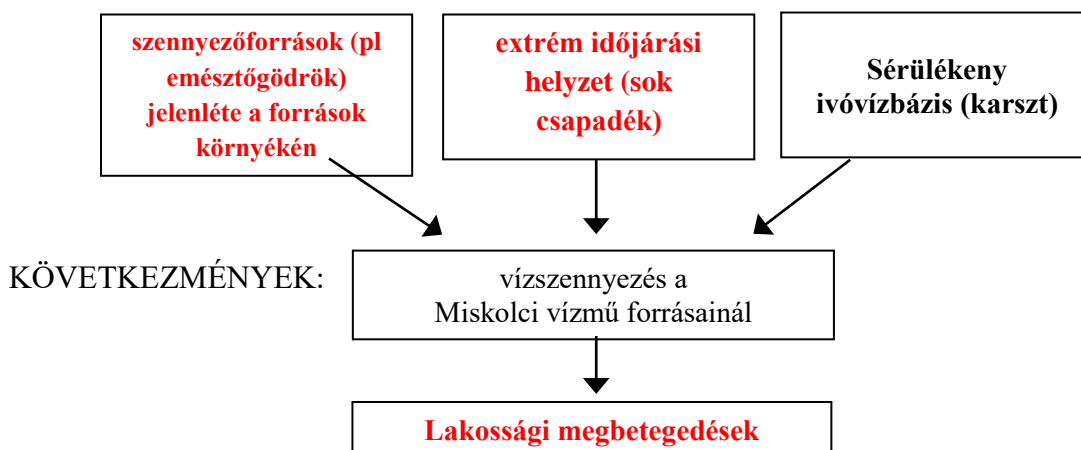 szennyezőforrások (pl
emésztőgödrök)
jelenléte a források
környékén
extrém időjárási
helyzet (sok
csapadék)
Sérülékeny
ivóvízbázis (karszt)
KÖVETKEZMÉNYEK:
vízszennyezés a
Miskolci vízmű forrásainál
Lakossági megbetegedések